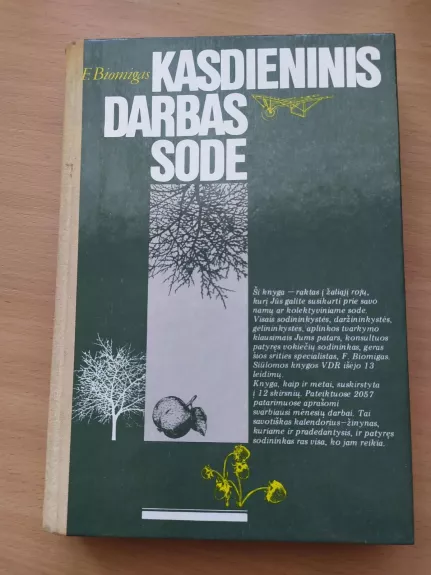 F. Biomigas
KASDIENINIS
DARBAS
SODE
Ši knyga — raktas į žaliąjį rojų,
kurį Jūs galite susikurti prie savo
namų ar kolektyviniame sode.
Visais sodininkystės, daržininkystės,
gėlininkystės, aplinkos tvarkymo
klausimais Jums patars, konsultuos
patyręs vokiečių sodininkas, geras
šios srities specialistas, F. Biomigas.
Siūlomos knygos VDR išėjo 13
leidimų.
Knyga, kaip ir metai, suskirstyta
į 12 skirsnių. Pateiktuose 2057
patarimuose aprašomi
svarbiausi mėnesių darbai. Tai
savotiškas kalendorius—žinynas,
kuriame ir pradedantysis, ir patyręs
sodininkas ras visa, ko jam reikia.